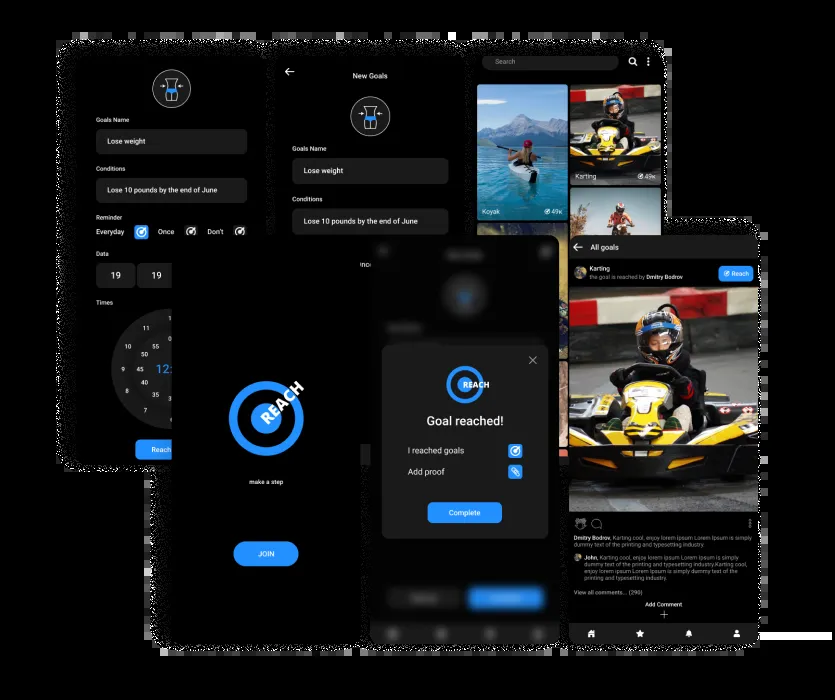 Goals Name
Lose weight
Conditions
Lose 10 pounds by the end of June
Reminder
Everyday
Once
Don't
Data
19
19
Times
11
10
55
50
9
45
12:
40
8
35
7
Reach
New Goals
Goals Name
Lose weight
Conditions
Lose 10 pounds by the end of June
Search
Koyak
49к
Karting
49к
REACH
make a step
JOIN
REACH
Goal reached!
I reached goals
Add proof
Complete
All goals
Karting
the goal is reached by Dmitry Bodrov
Reach
Dmitry Bodrov, Karting cool, enjoy lorem ipsum Lorem Ipsum is simply
dummy text of the printing and typesetting industry.
John, Karting cool, enjoy lorem ipsum Lorem Ipsum is simply
dummy text of the printing and typesetting industry.Karting cool,
enjoy lorem ipsum Lorem Ipsum is simply dummy text of the
printing and typesetting industry.
View all comments... (290)
Add Comment